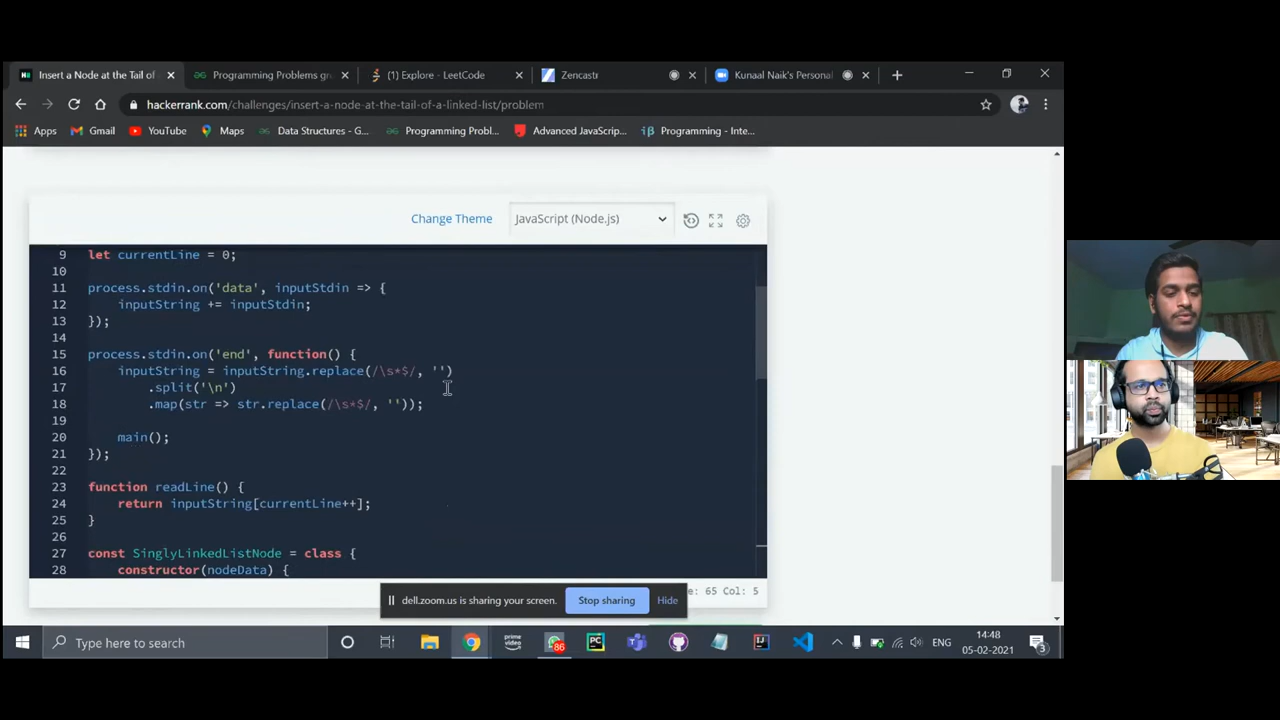 Insert a Node at the Tail of
Programming Problems gr
(1) Explore - LeetCode
Zencastr
Kunaal Naik's Personal
hackerrank.com/challenges/insert-a-node-at-the-tail-of-a-linked-list/problem
Apps
Gmail
YouTube
Maps
Data Structures - G...
Programming Probl...
Advanced JavaScrip...
Programming - Inte...
Change Theme
JavaScript (Node.js)
9 let currentLine = 0;
10
11 process.stdin.on('data', inputStdin => {
12 inputString += inputStdin;
13 });
14
15 process.stdin.on('end', function() {
16 inputString = inputString.replace(/\s*$/, '')
17 .split('\n')
18 .map(str => str.replace(/\s*$/, ''));
19
20 main();
21 });
22
23 function readLine() {
24 return inputString[currentLine++];
25 }
26
27 const SinglyLinkedListNode = class {
28 constructor(nodeData) {
dell.zoom.us is sharing your screen.
Stop sharing
Hide
e: 65 Col: 5
Type here to search
prime video
86
PC
ENG
14:48
05-02-2021
3